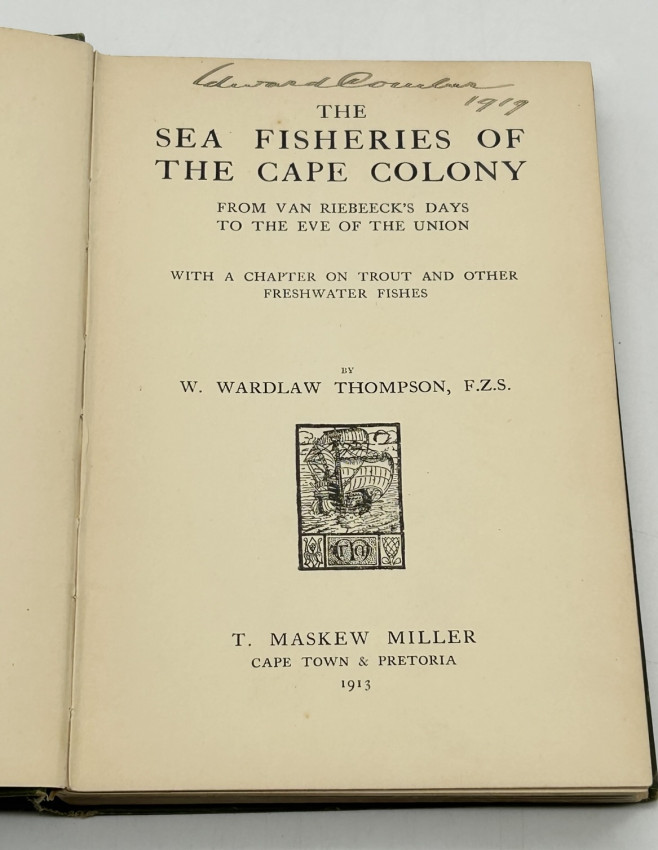 Edward Comber
1919
THE
SEA FISHERIES OF
THE CAPE COLONY
FROM VAN RIEBEECK'S DAYS
TO THE EVE OF THE UNION
WITH A CHAPTER ON TROUT AND OTHER
FRESHWATER FISHES
BY
W. WARDLAW THOMPSON, F.Z.S.
T. MASKEW MILLER
CAPE TOWN & PRETORIA
1913